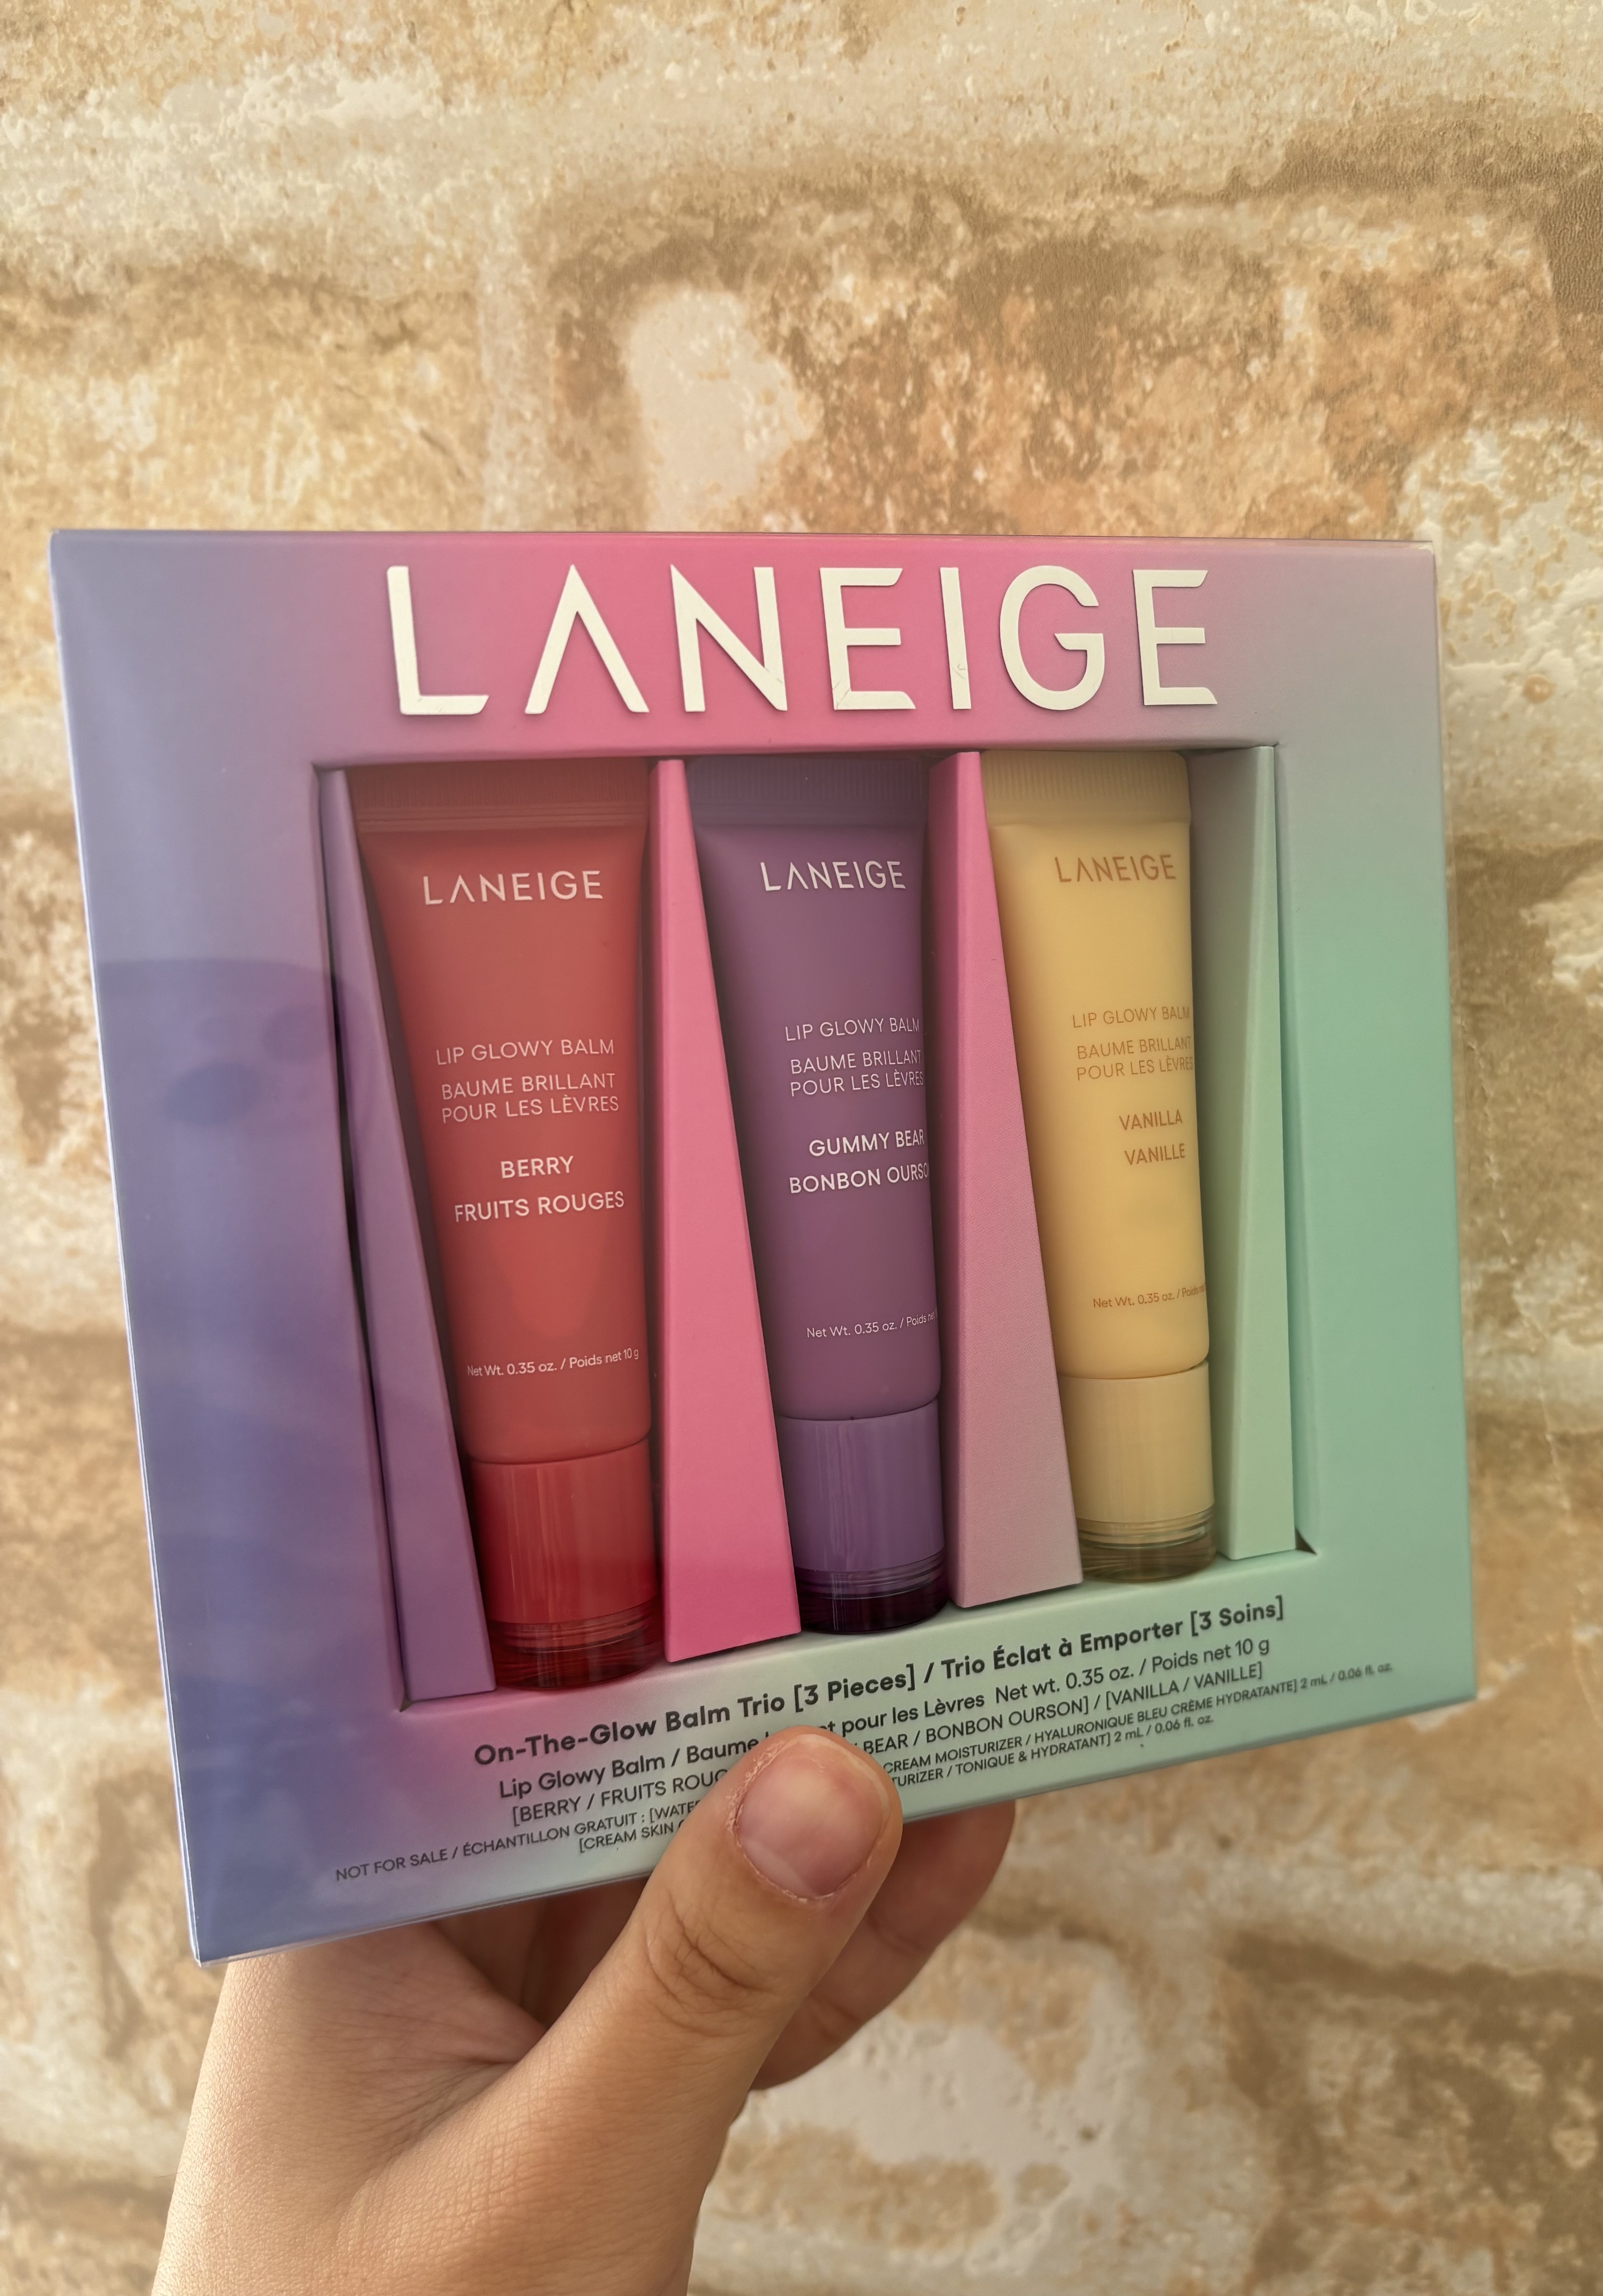 LANEIGE
LANEIGE
LIP GLOWY BALM
BAUME BRILLANT
POUR LES LÈVRES
BERRY
FRUITS ROUGES
Net Wt. 0.35 oz. / Poids net 10 g
LANEIGE
LIP GLOWY BALM
BAUME BRILLANT
POUR LES LÈVRES
GUMMY BEAR
BONBON OURSO
Net Wt. 0.35 oz. / Poids
LANEIGE
LIP GLOWY BALM
BAUME BRILLANT
POUR LES LÈVRES
VANILLA
VANILLE
Net Wt. 0.35 oz. / Poids
On-The-Glow Balm Trio [3 Pieces] / Trio Éclat à Emporter [3 Soins]
Lip Glowy Balm / Baume pour les Lèvres Net wt. 0.35 oz. / Poids net 10 g
[BERRY / FRUITS BEAR / BONBON OURSON] / [VANILLA / VANILLE]
NOT FOR SALE / ÉCHANTILLON GRATUIT : CREAM MOISTURIZER / HYALURONIQUE BLEU CRÈME HYDRATANTE] 2 mL / 0.06 fl. oz.
[CREAM SKIN / TONIQUE & HYDRATANT] 2 mL / 0.06 fl. oz.